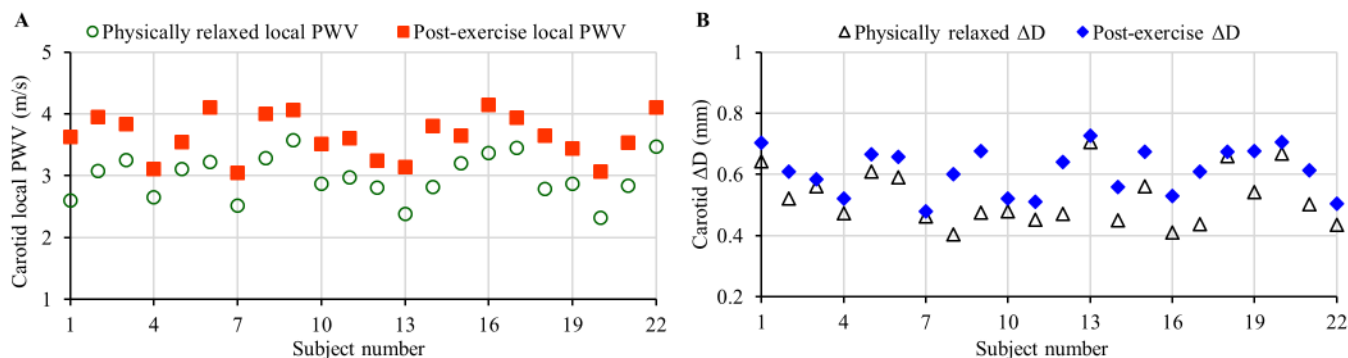 A
Physically relaxed local PWV
Post-exercise local PWV
5
4
3
2
1
Carotid local PWV (m/s)
1 4 7 10 13 16 19 22
Subject number
B
Physically relaxed ΔD
Post-exercise ΔD
1
0.8
0.6
0.4
0.2
Carotid ΔD (mm)
1 4 7 10 13 16 19 22
Subject number